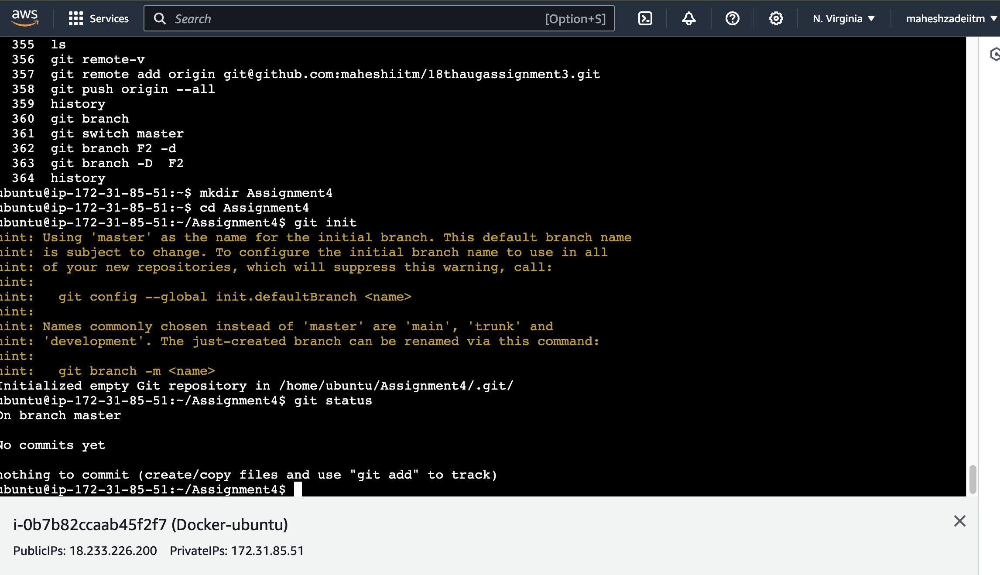 aws Services Search [Option+S] N. Virginia maheshzadeiitm
355 ls
356 git remote-v
357 git remote add origin git@github.com:maheshiitm/18thaugassignment3.git
358 git push origin --all
359 history
360 git branch
361 git switch master
362 git branch F2 -d
363 git branch -D  F2
364 history
ubuntu@ip-172-31-85-51:~$ mkdir Assignment4
ubuntu@ip-172-31-85-51:~$ cd Assignment4
ubuntu@ip-172-31-85-51:~/Assignment4$ git init
hint: Using 'master' as the name for the initial branch. This default branch name
hint: is subject to change. To configure the initial branch name to use in all
hint: of your new repositories, which will suppress this warning, call:
hint:
hint:   git config --global init.defaultBranch <name>
hint:
hint: Names commonly chosen instead of 'master' are 'main', 'trunk' and
hint: 'development'. The just-created branch can be renamed via this command:
hint:
hint:   git branch -m <name>
Initialized empty Git repository in /home/ubuntu/Assignment4/.git/
ubuntu@ip-172-31-85-51:~/Assignment4$ git status
On branch master
No commits yet
nothing to commit (create/copy files and use "git add" to track)
ubuntu@ip-172-31-85-51:~/Assignment4$
i-0b7b82ccaab45f2f7 (Docker-ubuntu)
PublicIPs: 18.233.226.200 PrivateIPs: 172.31.85.51